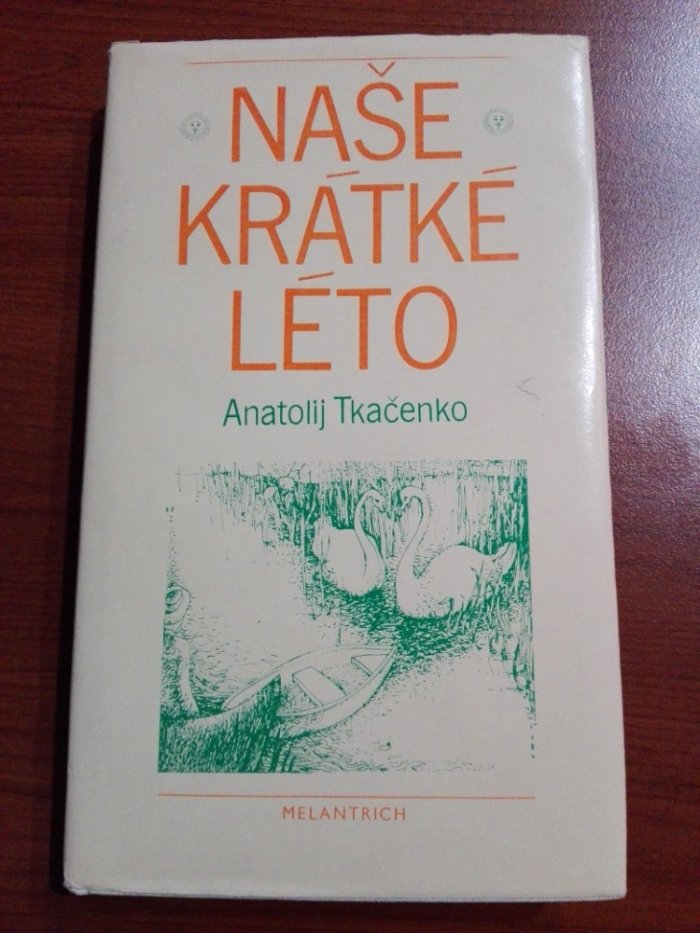 NAŠE
KRÁTKÉ
LÉTO
Anatolij Tkačenko
MELANTRICH